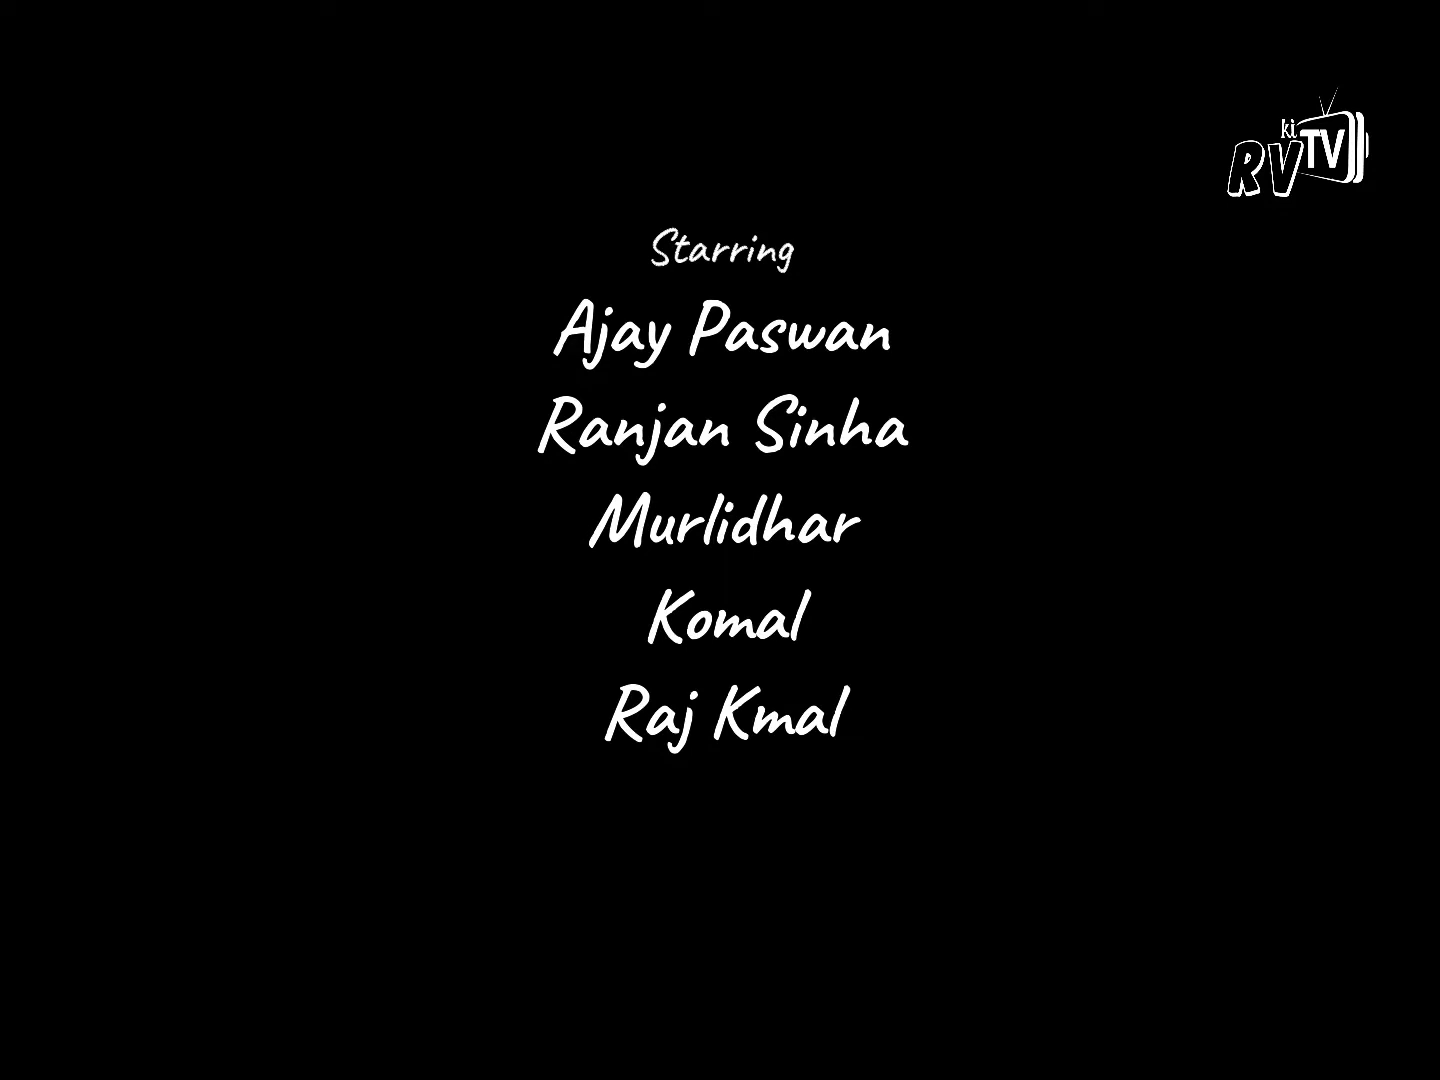 ki
RV TV
Starring
Ajay Paswan
Ranjan Sinha
Murlidhar
Komal
Raj Kmal